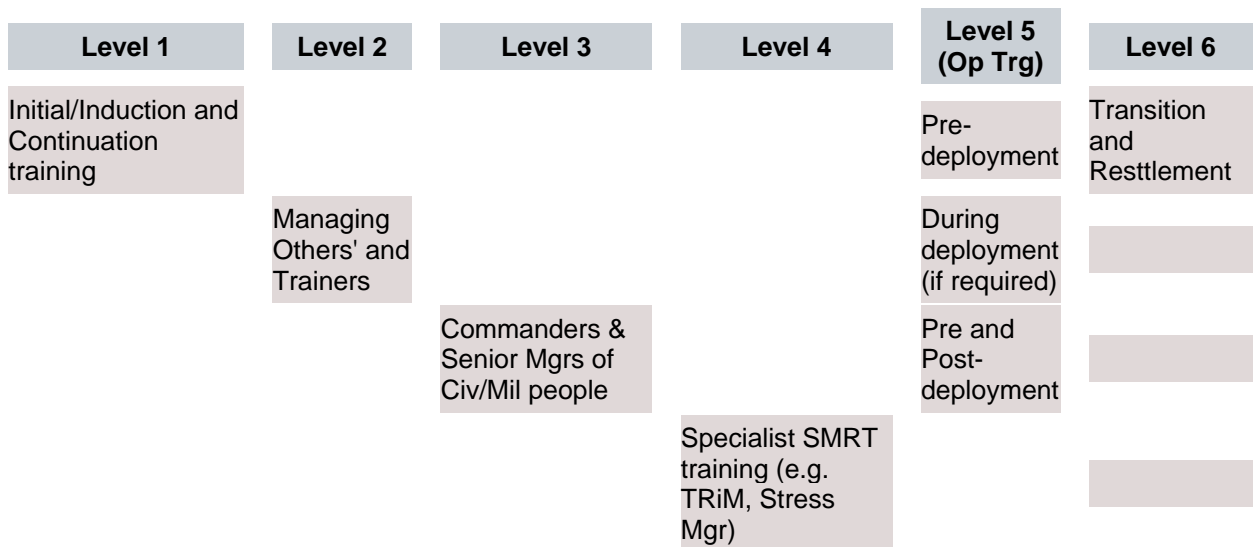 Level 1
Level 2
Level 3
Level 4
Level 5
(Op Trg)
Level 6
Initial/Induction and
Continuation
training
Pre-
deployment
Transition
and
Resttlement
Managing
Others' and
Trainers
During
deployment
(if required)
Commanders &
Senior Mgrs of
Civ/Mil people
Pre and
Post-
deployment
Specialist SMRT
training (e.g.
TRiM, Stress
Mgr)